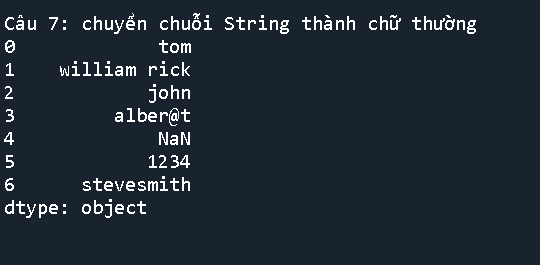 Câu 7: chuyển chuỗi String thành chữ thường
0 tom
1 william rick
2 john
3 alber@t
4 NaN
5 1234
6 stevesmith
dtype: object